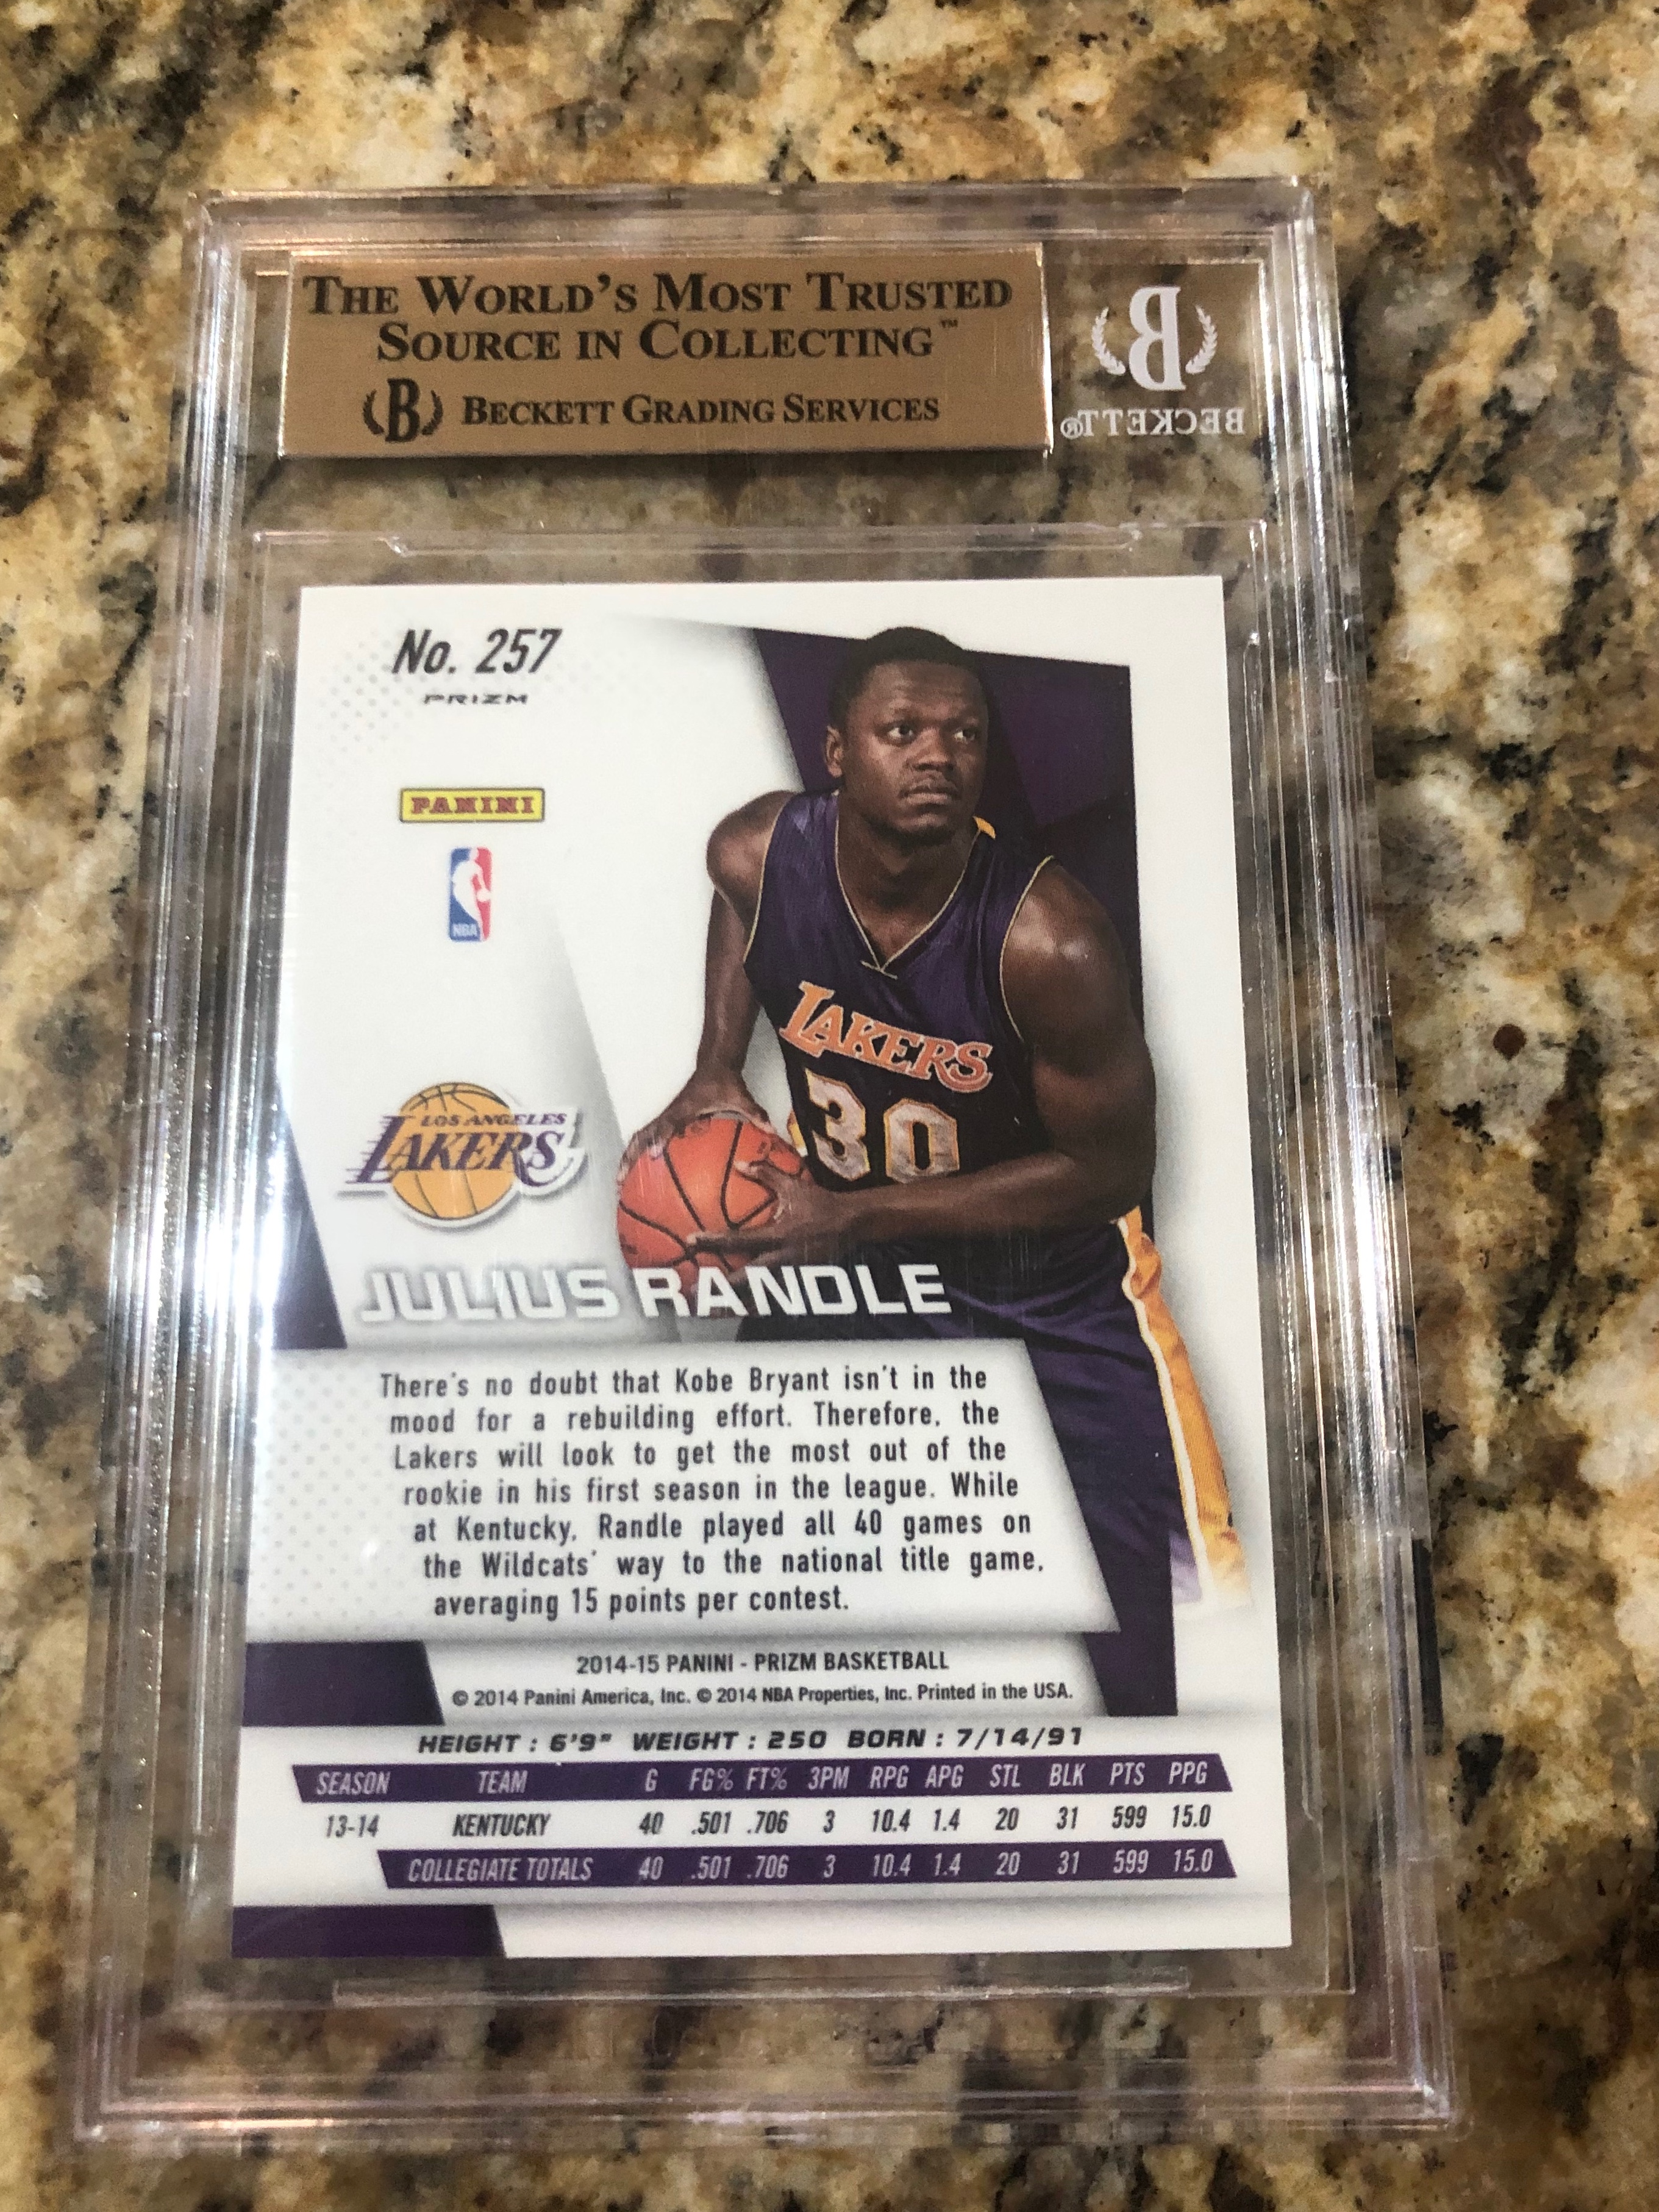 THE WORLD'S MOST TRUSTED
SOURCE IN COLLECTING™
B BECKETT GRADING SERVICES
B
BECKETT®
No. 257
PRIZM
PANINI
NBA
LAKERS
30
LOS ANGELES
LAKERS
JULIUS RANDLE
There's no doubt that Kobe Bryant isn't in the
mood for a rebuilding effort. Therefore, the
Lakers will look to get the most out of the
rookie in his first season in the league. While
at Kentucky, Randle played all 40 games on
the Wildcats' way to the national title game,
averaging 15 points per contest.
2014-15 PANINI - PRIZM BASKETBALL
© 2014 Panini America, Inc. © 2014 NBA Properties, Inc. Printed in the USA.
HEIGHT : 6'9" WEIGHT : 250 BORN : 7/14/91
SEASON TEAM G FG% FT% 3PM RPG APG STL BLK PTS PPG
13-14 KENTUCKY 40 .501 .706 3 10.4 1.4 20 31 599 15.0
COLLEGIATE TOTALS 40 .501 .706 3 10.4 1.4 20 31 599 15.0